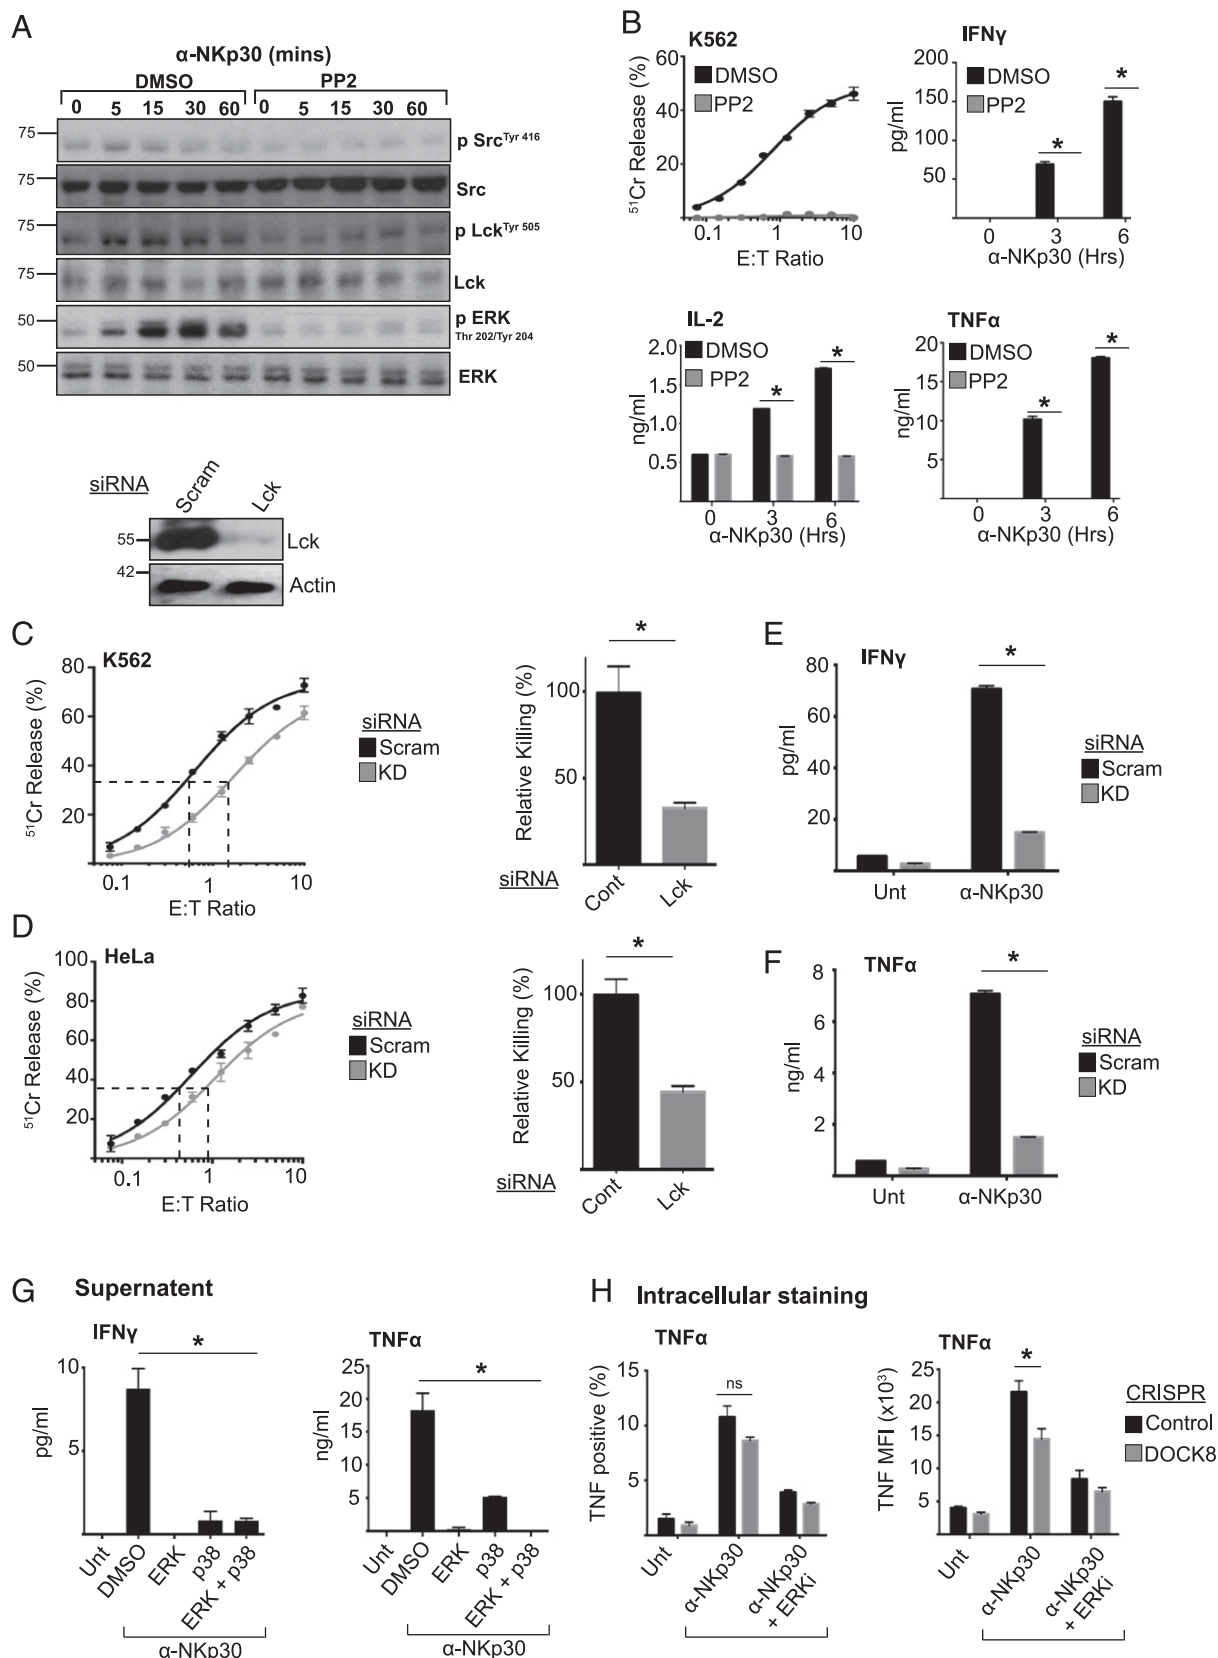 A
α-NKp30 (mins)
DMSO PP2
0 5 15 30 60 0 5 15 30 60
75 p Src Tyr 416
75 Src
75 p Lck Tyr 505
75 Lck
50 p ERK
Thr 202/Tyr 204
50 ERK
siRNA Scram Lck
55 Lck
42 Actin
B
K562
DMSO
PP2
⁵¹Cr Release (%)
60
40
20
0.1 1 10
E:T Ratio
IFNγ
DMSO
PP2
pg/ml
200
150
100
50
* *
0 3 6
α-NKp30 (Hrs)
IL-2
DMSO
PP2
ng/ml
2.0
1.5
1.0
0.5
* *
0 3 6
α-NKp30 (Hrs)
TNFα
DMSO
PP2
ng/ml
20
15
10
5
* *
0 3 6
α-NKp30 (Hrs)
C
K562
⁵¹Cr Release (%)
80
60
40
20
0.1 1 10
E:T Ratio
siRNA
Scram
KD
Relative Killing (%)
100
50
*
siRNA Cont Lck
D
HeLa
⁵¹Cr Release (%)
100
80
60
40
20
0.1 1 10
E:T Ratio
siRNA
Scram
KD
Relative Killing (%)
100
50
*
siRNA Cont Lck
E
IFNγ
pg/ml
80
60
40
20
*
Unt α-NKp30
siRNA
Scram
KD
F
TNFα
ng/ml
8
6
4
2
*
Unt α-NKp30
siRNA
Scram
KD
G Supernatent
IFNγ
pg/ml
10
5
*
Unt DMSO ERK p38 ERK + p38
α-NKp30
TNFα
ng/ml
25
20
15
10
5
0
*
Unt DMSO ERK p38 ERK + p38
α-NKp30
H Intracellular staining
TNFα
TNF positive (%)
15
10
5
ns
Unt α-NKp30 α-NKp30 + ERKi
TNFα
TNF MFI (x10³)
25
20
15
10
5
*
Unt α-NKp30 α-NKp30 + ERKi
CRISPR
Control
DOCK8